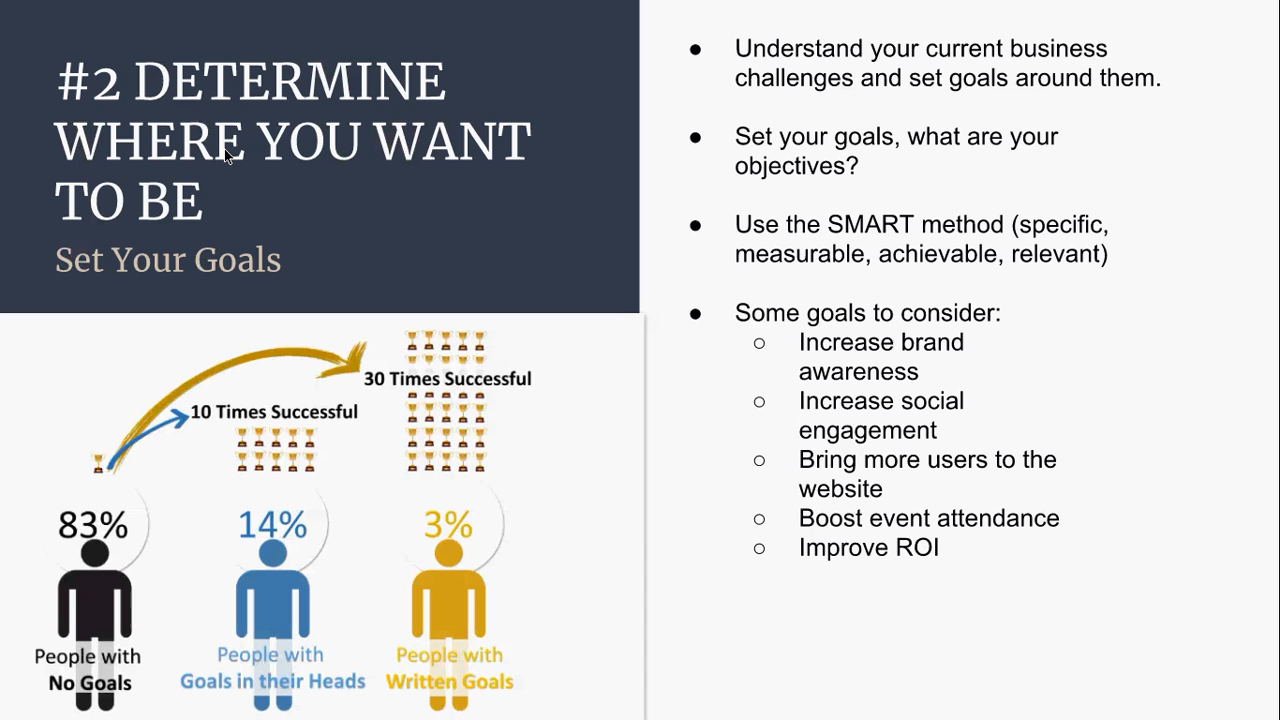 #2 DETERMINE
WHERE YOU WANT
TO BE
Set Your Goals
30 Times Successful
10 Times Successful
83%
14%
3%
People with
No Goals
People with
Goals in their Heads
People with
Written Goals
● Understand your current business
challenges and set goals around them.
● Set your goals, what are your
objectives?
● Use the SMART method (specific,
measurable, achievable, relevant)
● Some goals to consider:
○ Increase brand
awareness
○ Increase social
engagement
○ Bring more users to the
website
○ Boost event attendance
○ Improve ROI